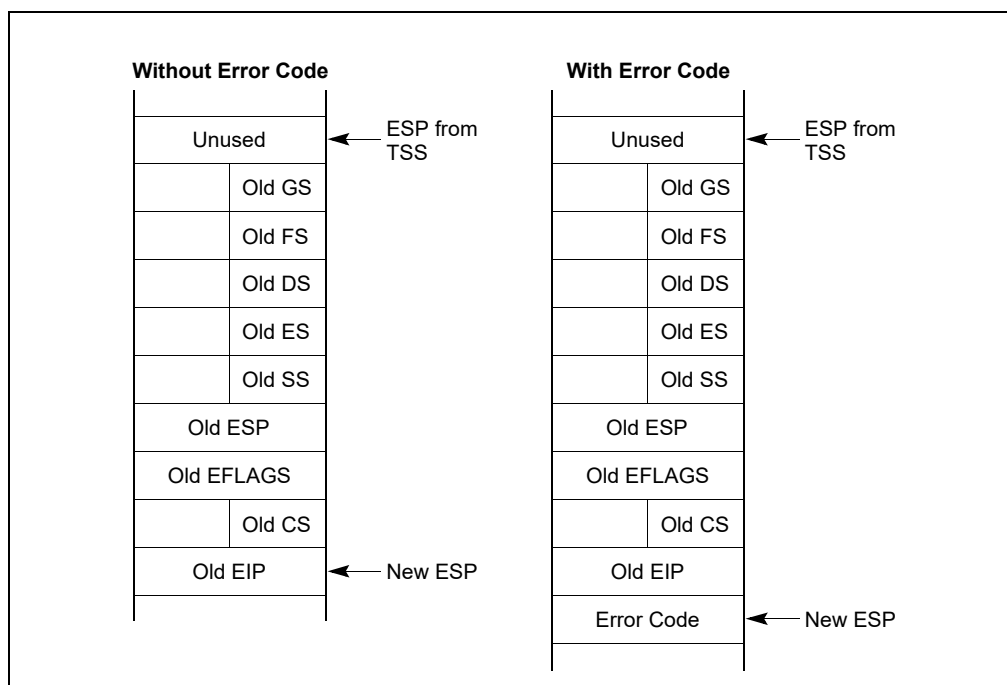 Without Error Code
Unused
ESP from
TSS
Old GS
Old FS
Old DS
Old ES
Old SS
Old ESP
Old EFLAGS
Old CS
Old EIP
New ESP
With Error Code
Unused
ESP from
TSS
Old GS
Old FS
Old DS
Old ES
Old SS
Old ESP
Old EFLAGS
Old CS
Old EIP
Error Code
New ESP